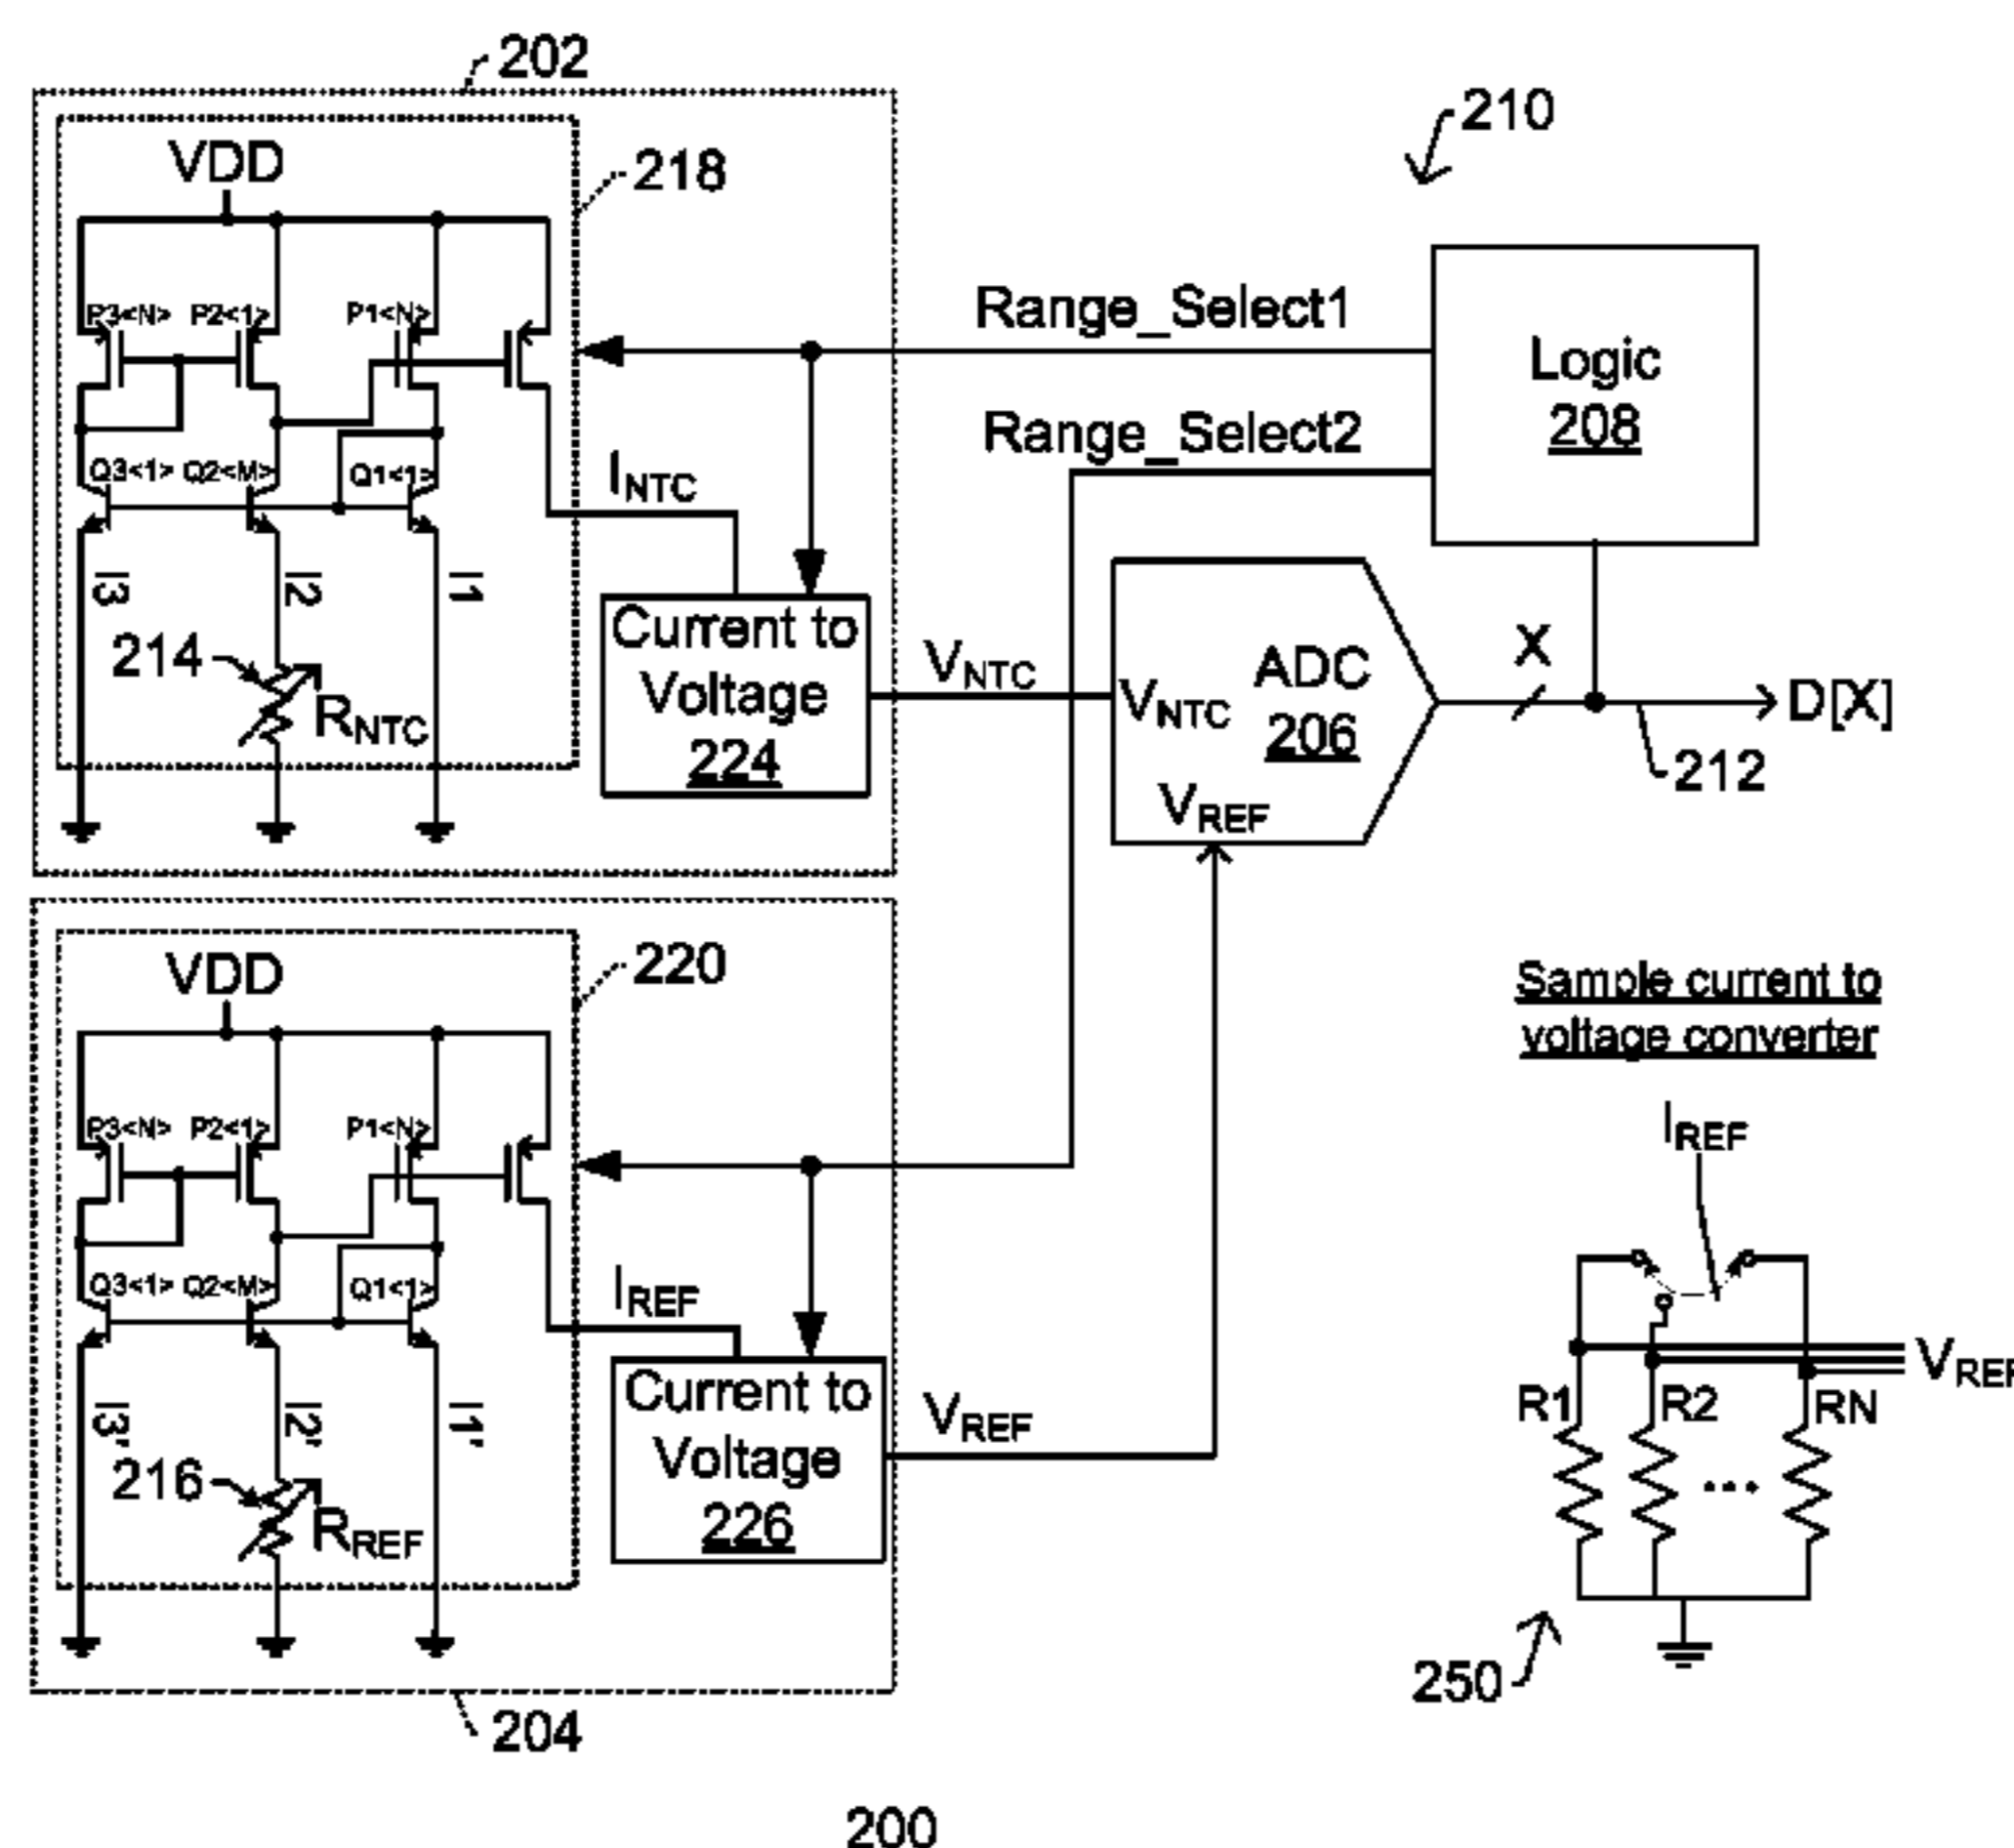 202
210
VDD
218
P3<N> P2<1> P1<N>
Range_Select1
Logic
208
Range_Select2
Q3<1> Q2<M> Q1<1>
INTC
I3 I2 I1
214
RNTC
Current to
Voltage
224
VNTC
VNTC
ADC
206
VREF
X
D[X]
212
VDD
220
P3<N> P2<1> P1<N>
Q3<1> Q2<M> Q1<1>
IREF
I3' I2' I1'
216
RREF
Current to
Voltage
226
VREF
204
Sample current to
voltage converter
IREF
VREF
R1 R2 RN
...
250
200